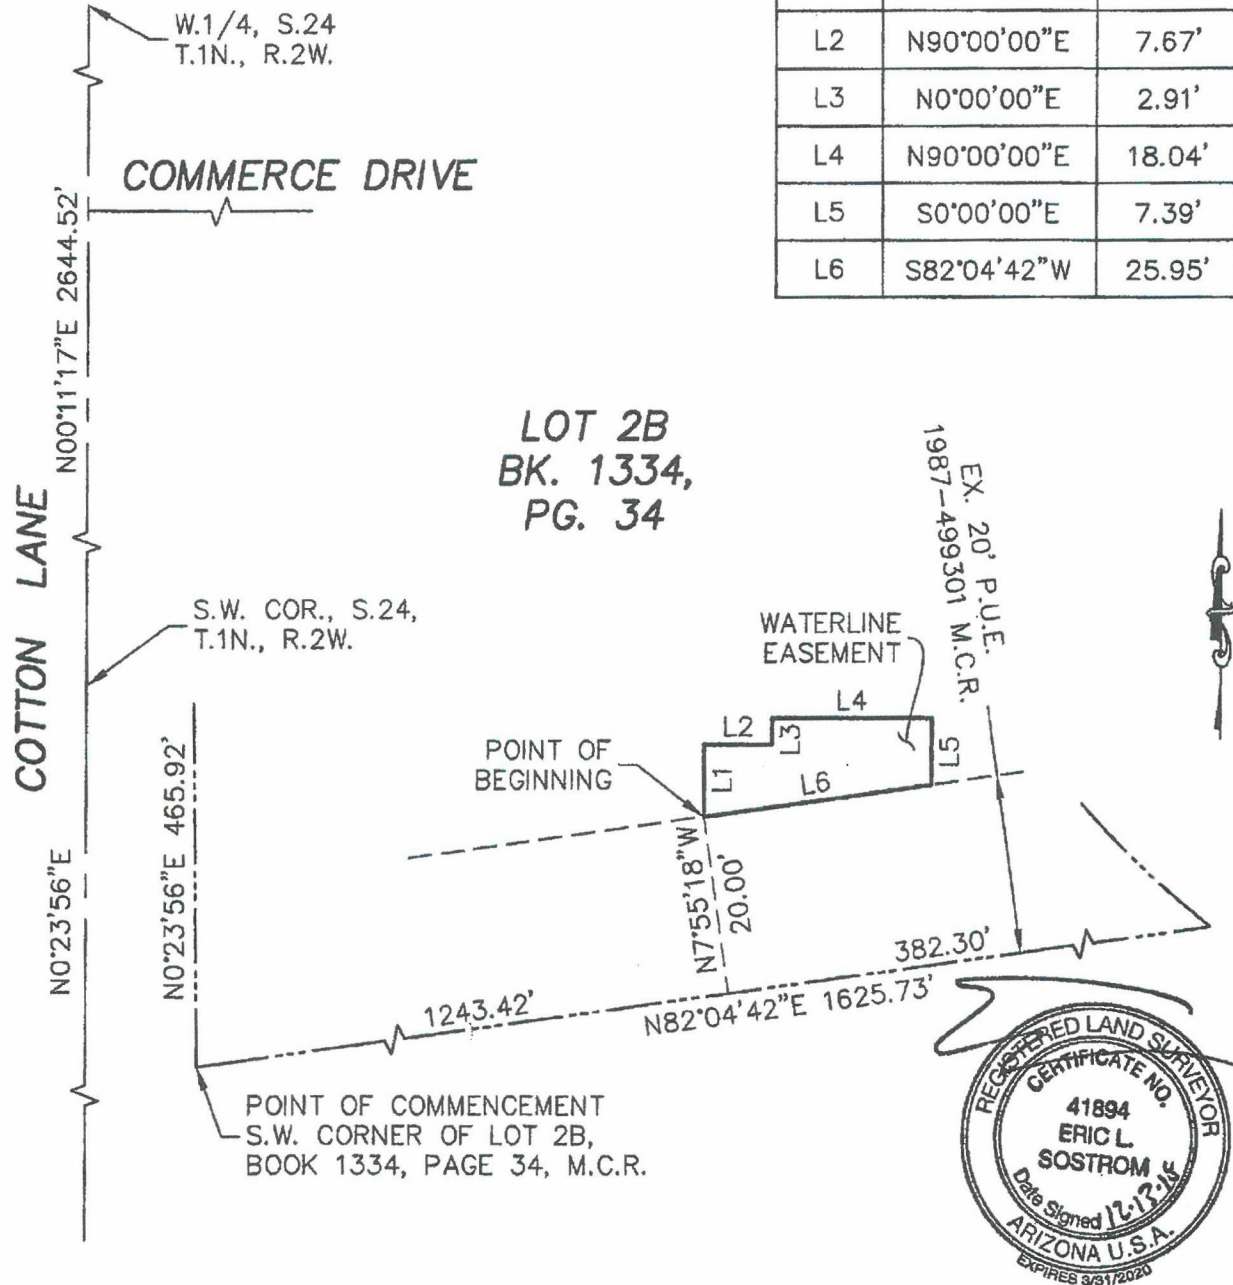 W.1/4, S.24
T.1N., R.2W.
L2 N90°00'00"E 7.67'
L3 N0°00'00"E 2.91'
L4 N90°00'00"E 18.04'
L5 S0°00'00"E 7.39'
L6 S82°04'42"W 25.95'
COMMERCE DRIVE
N00°11'17"E 2644.52'
COTTON LANE
LOT 2B
BK. 1334,
PG. 34
EX. 20' P.U.E.
1987-499301 M.C.R.
S.W. COR., S.24,
T.1N., R.2W.
WATERLINE
EASEMENT
L4
L2
L3
L1
L5
L6
POINT OF
BEGINNING
N0°23'56"E
N0°23'56"E 465.92'
N7°55'18"W
20.00'
382.30'
1243.42'
N82°04'42"E 1625.73'
POINT OF COMMENCEMENT
S.W. CORNER OF LOT 2B,
BOOK 1334, PAGE 34, M.C.R.
REGISTERED LAND SURVEYOR
CERTIFICATE NO.
41894
ERIC L.
SOSTROM
Date Signed
ARIZONA U.S.A.
EXPIRES 3/31/2020